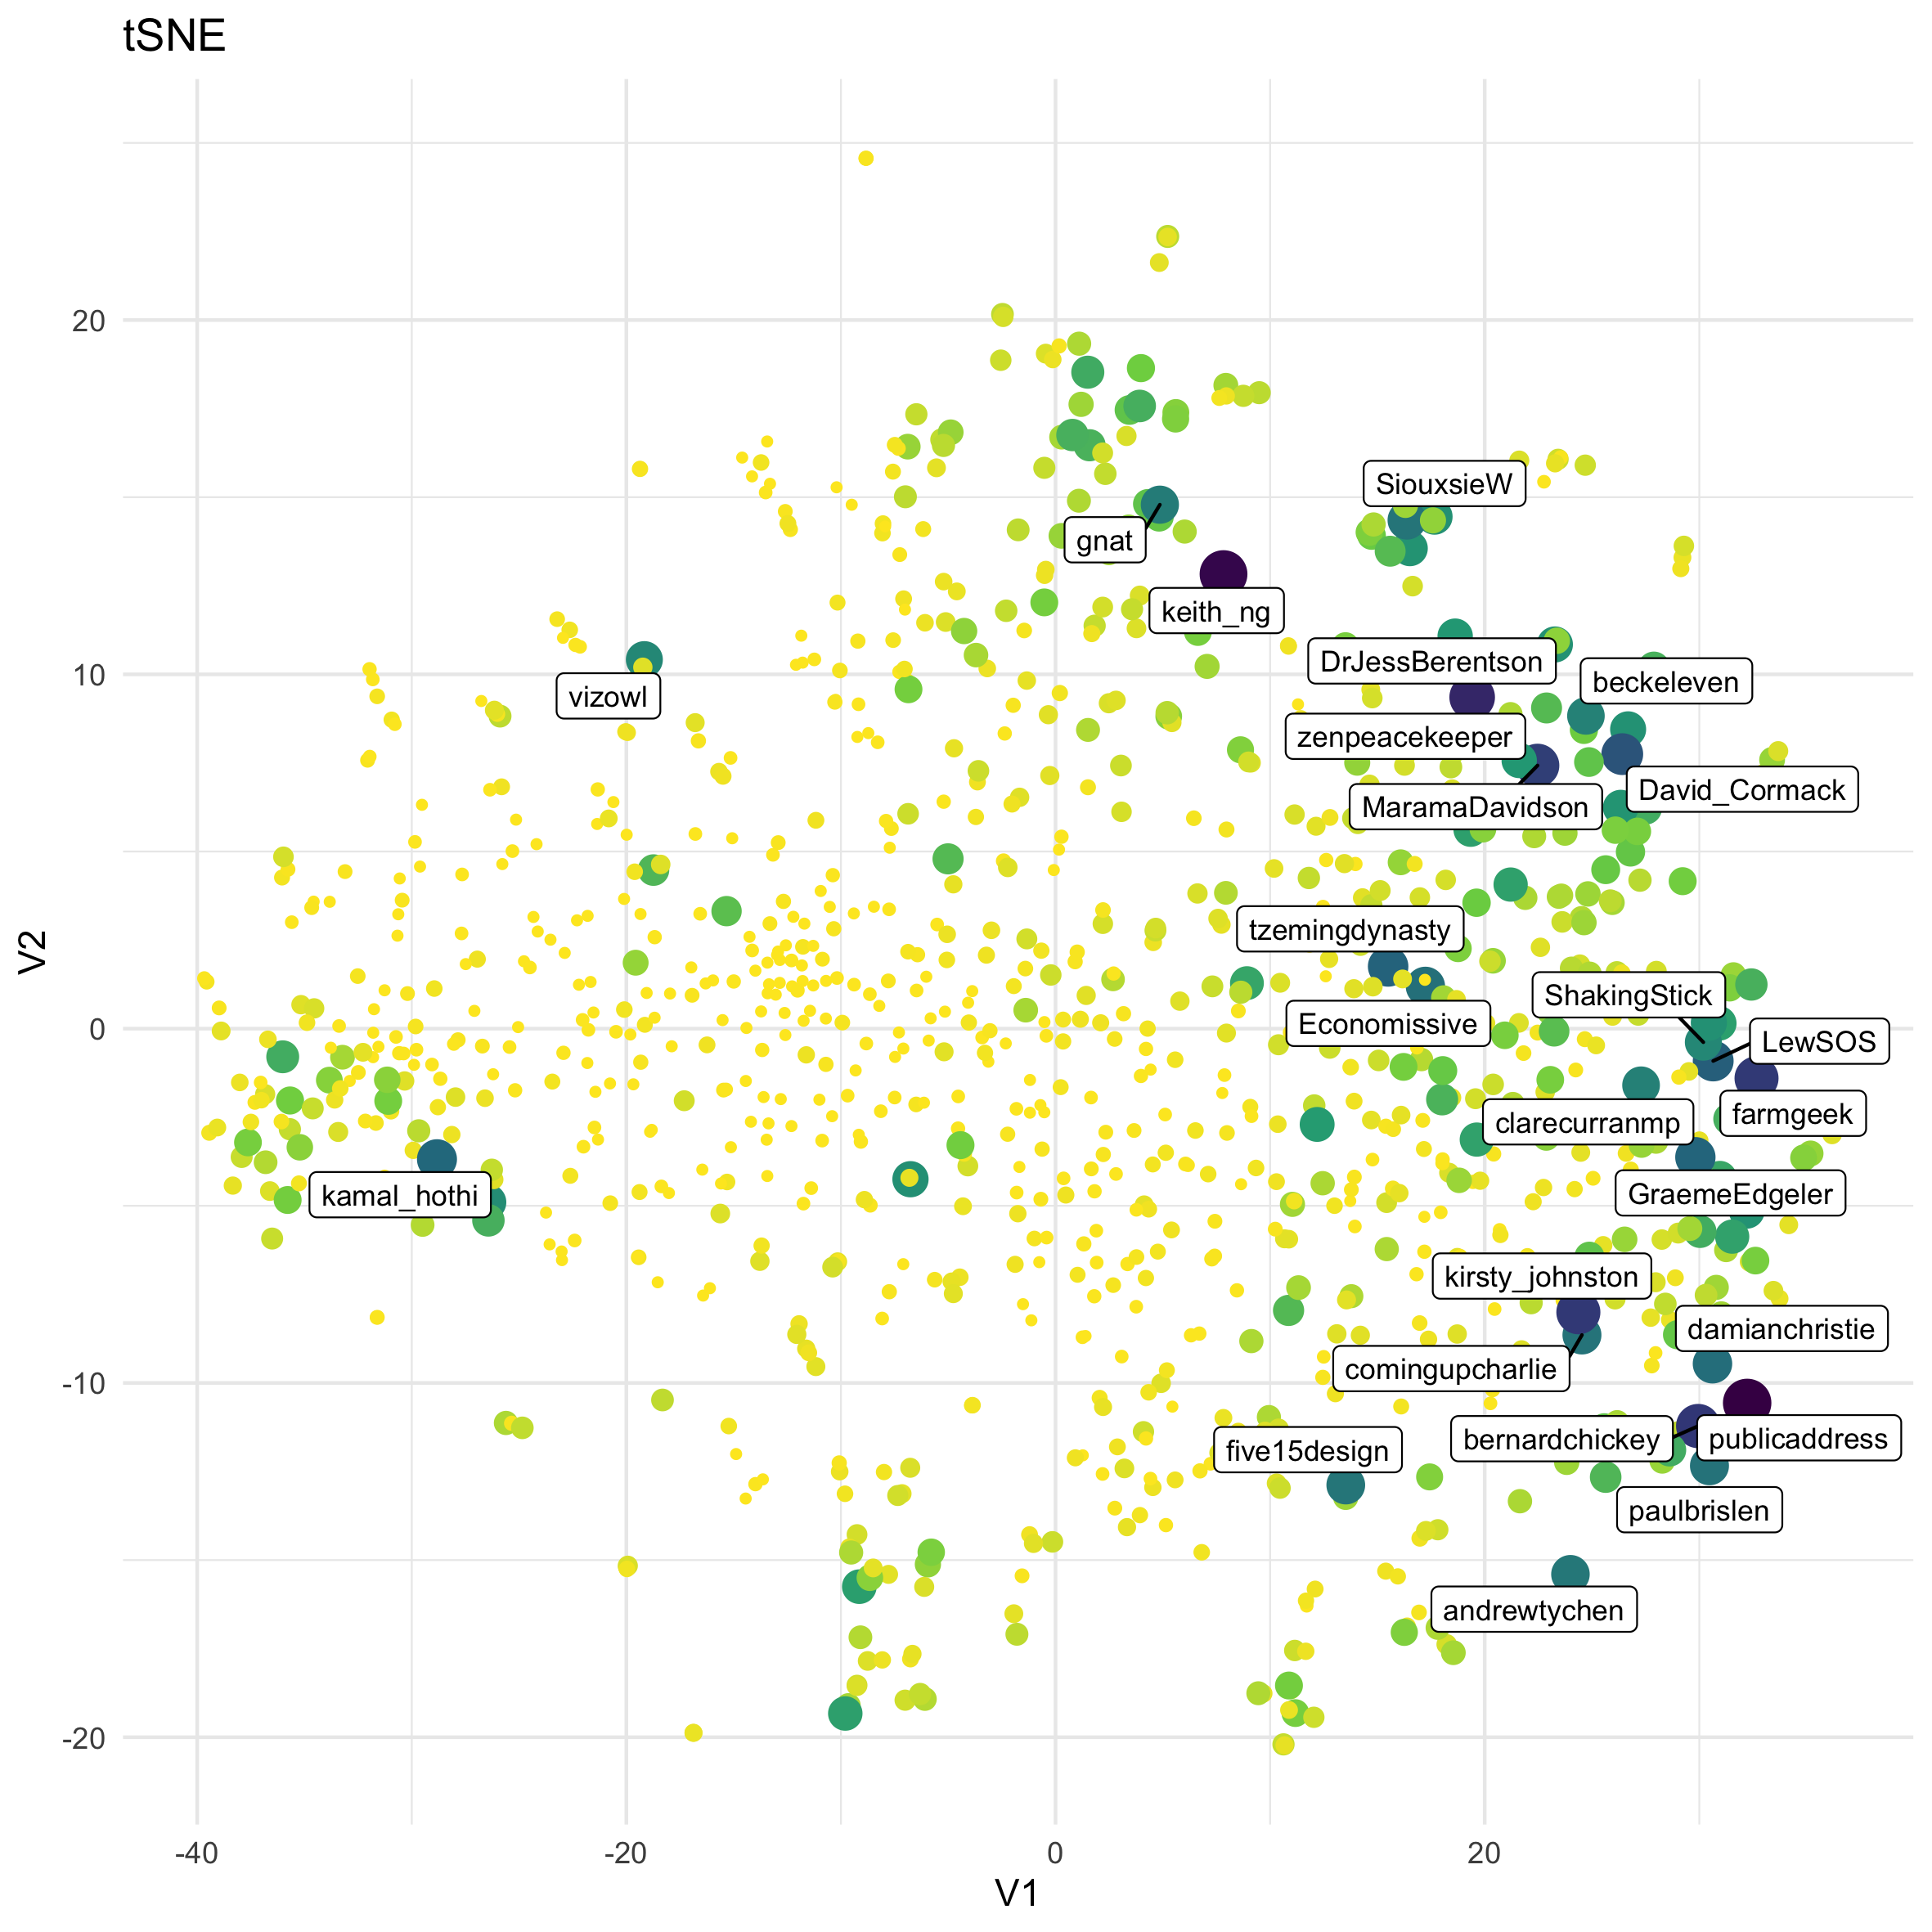 tSNE
20
10
0
-10
-20
V2
SiouxsieW
gnat
keith_ng
DrJessBerentson
beckeleven
vizowl
zenpeacekeeper
David_Cormack
MaramaDavidson
tzemingdynasty
ShakingStick
Economissive
LewSOS
farmgeek
clarecurranmp
kamal_hothi
GraemeEdgeler
kirsty_johnston
damianchristie
comingupcharlie
bernardchickey
publicaddress
five15design
paulbrislen
andrewtychen
-40
-20
0
20
V1